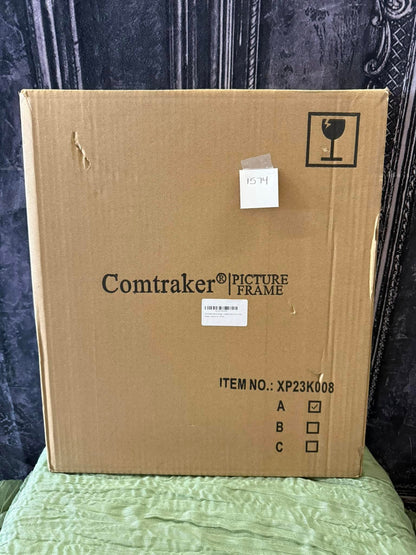 1574
Comtraker® | PICTURE
FRAME
ITEM NO.: XP23K008
A ☑
B ☐
C ☐